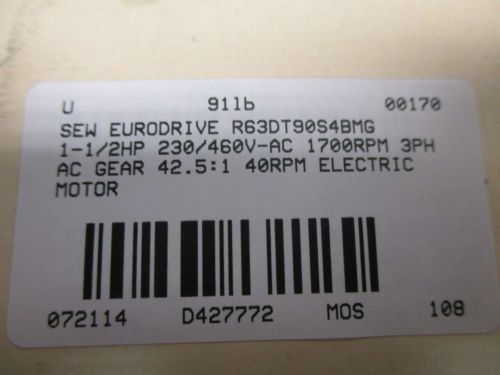 U 91lb 00170
SEW EURODRIVE R63DT90S4BMG
1-1/2HP 230/460V-AC 1700RPM 3PH
AC GEAR 42.5:1 40RPM ELECTRIC
MOTOR
072114 D427772 MOS 108